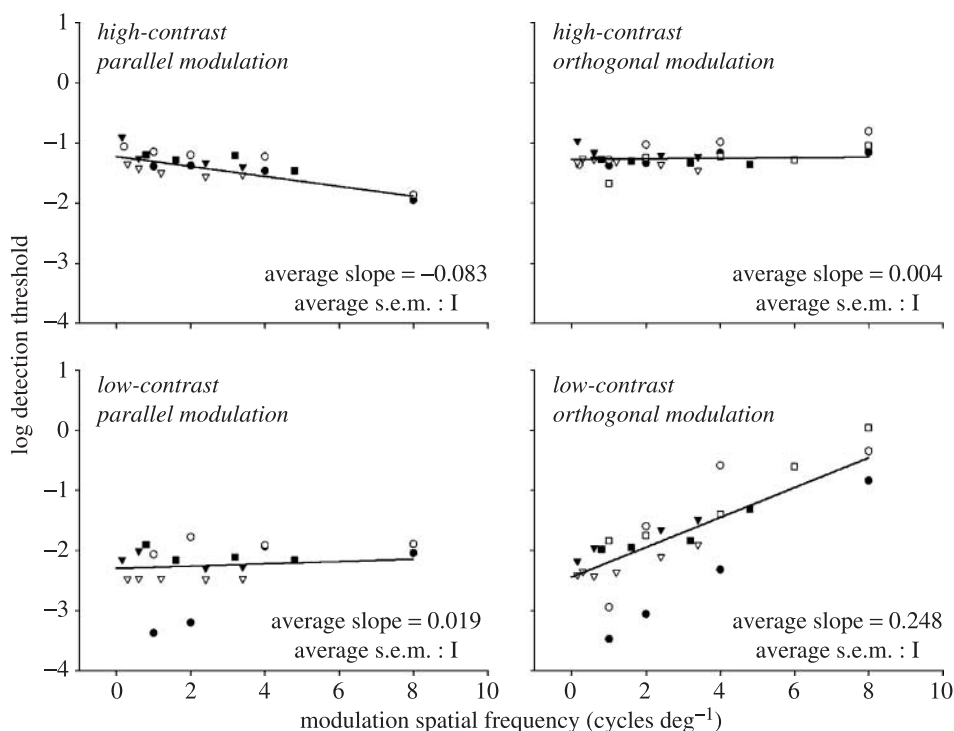 high-contrast
parallel modulation
high-contrast
orthogonal modulation
1
0
−1
−2
−3
−4
average slope = −0.083
average s.e.m. : I
average slope = 0.004
average s.e.m. : I
log detection threshold
low-contrast
parallel modulation
low-contrast
orthogonal modulation
1
0
−1
−2
−3
−4
average slope = 0.019
average s.e.m. : I
average slope = 0.248
average s.e.m. : I
0 2 4 6 8 10
0 2 4 6 8 10
modulation spatial frequency (cycles deg⁻¹)